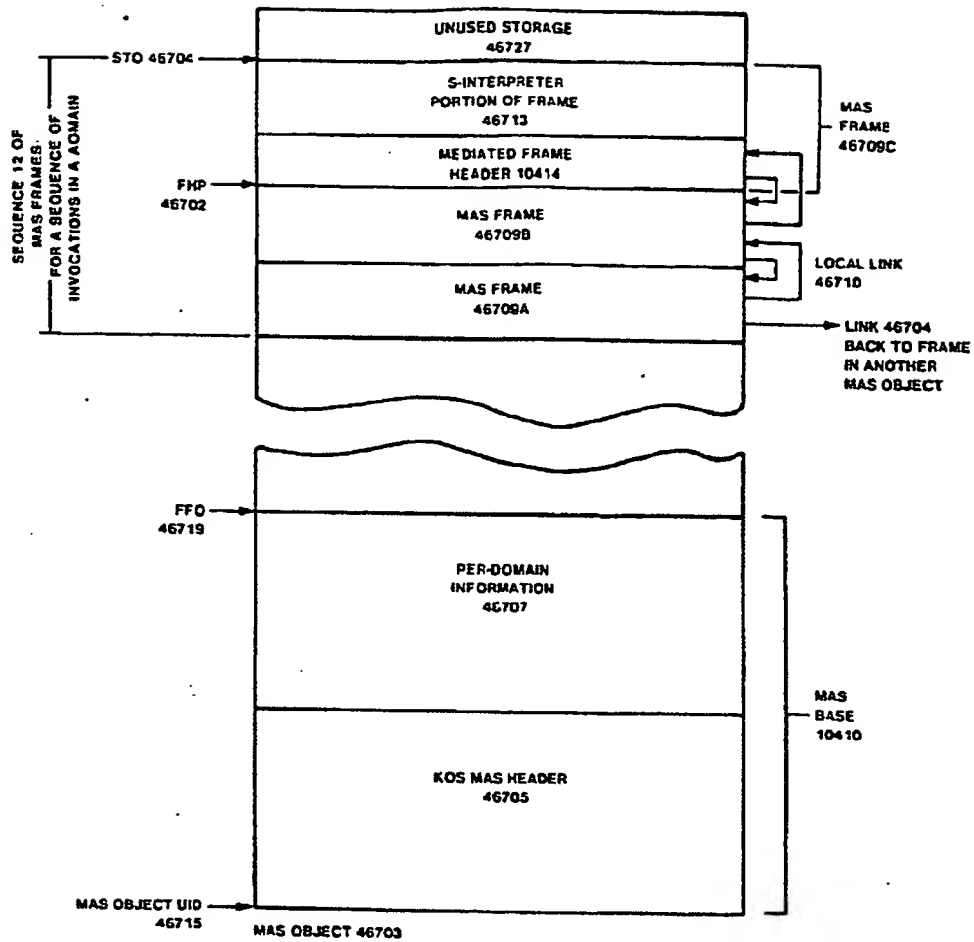 UNUSED STORAGE
46727
STO 46704
S-INTERPRETER
PORTION OF FRAME
46713
MAS
FRAME
46709C
MEDIATED FRAME
HEADER 10414
FHP
46702
MAS FRAME
46709B
SEQUENCE 12 OF
MAS FRAMES.
FOR A SEQUENCE OF
INVOCATIONS IN A AOMAIN
MAS FRAME
46709A
LOCAL LINK
46710
LINK 46704
BACK TO FRAME
IN ANOTHER
MAS OBJECT
FFO
46719
PER-DOMAIN
INFORMATION
46707
MAS
BASE
10410
KOS MAS HEADER
46705
MAS OBJECT UID
46715
MAS OBJECT 46703